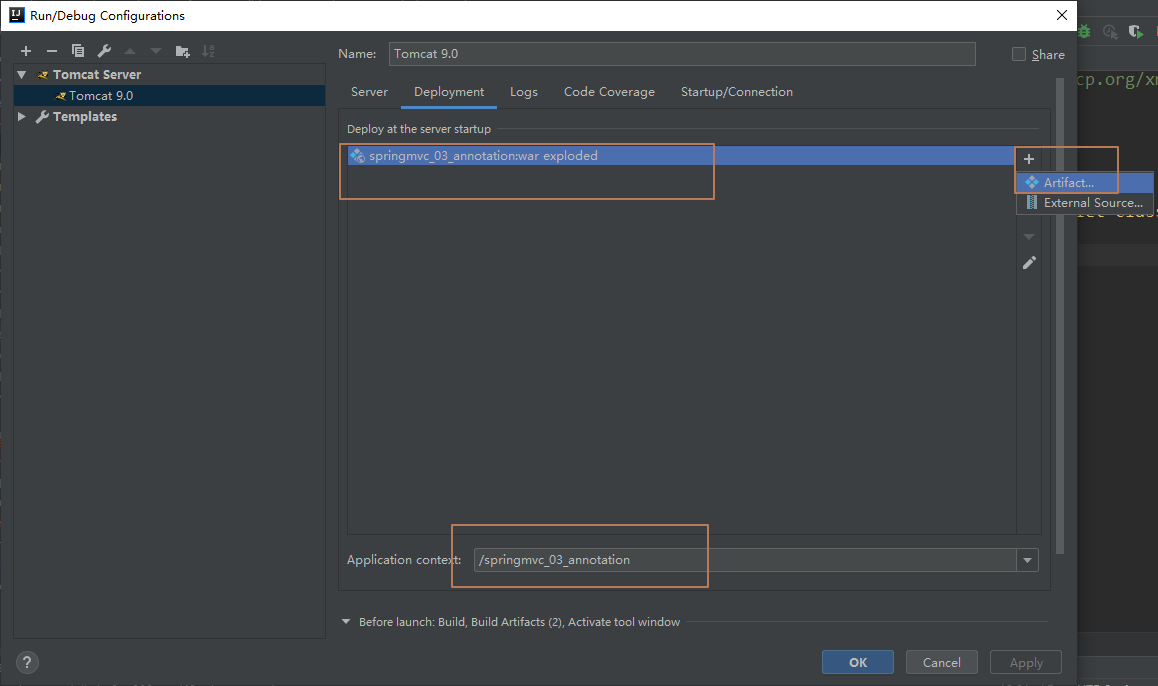 Run/Debug Configurations
Name: Tomcat 9.0
Share
Tomcat Server
Tomcat 9.0
Templates
Server Deployment Logs Code Coverage Startup/Connection
Deploy at the server startup
springmvc_03_annotation:war exploded
Artifact...
External Source...
Application context: /springmvc_03_annotation
Before launch: Build, Build Artifacts (2), Activate tool window
OK Cancel Apply
cp.org/xm